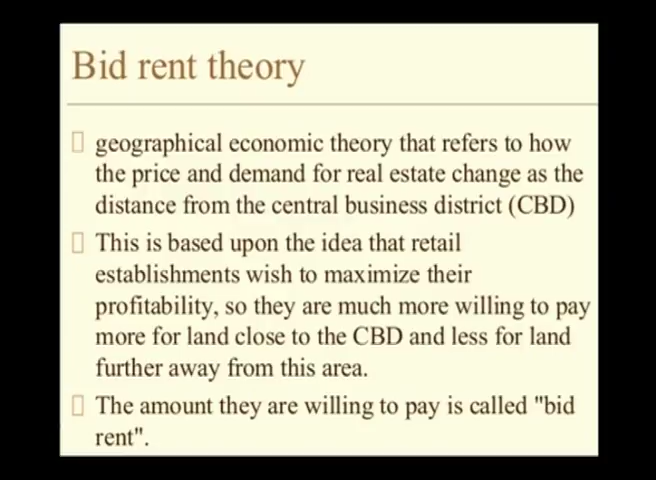 Bid rent theory
geographical economic theory that refers to how
the price and demand for real estate change as the
distance from the central business district (CBD)
This is based upon the idea that retail
establishments wish to maximize their
profitability, so they are much more willing to pay
more for land close to the CBD and less for land
further away from this area.
The amount they are willing to pay is called "bid
rent".